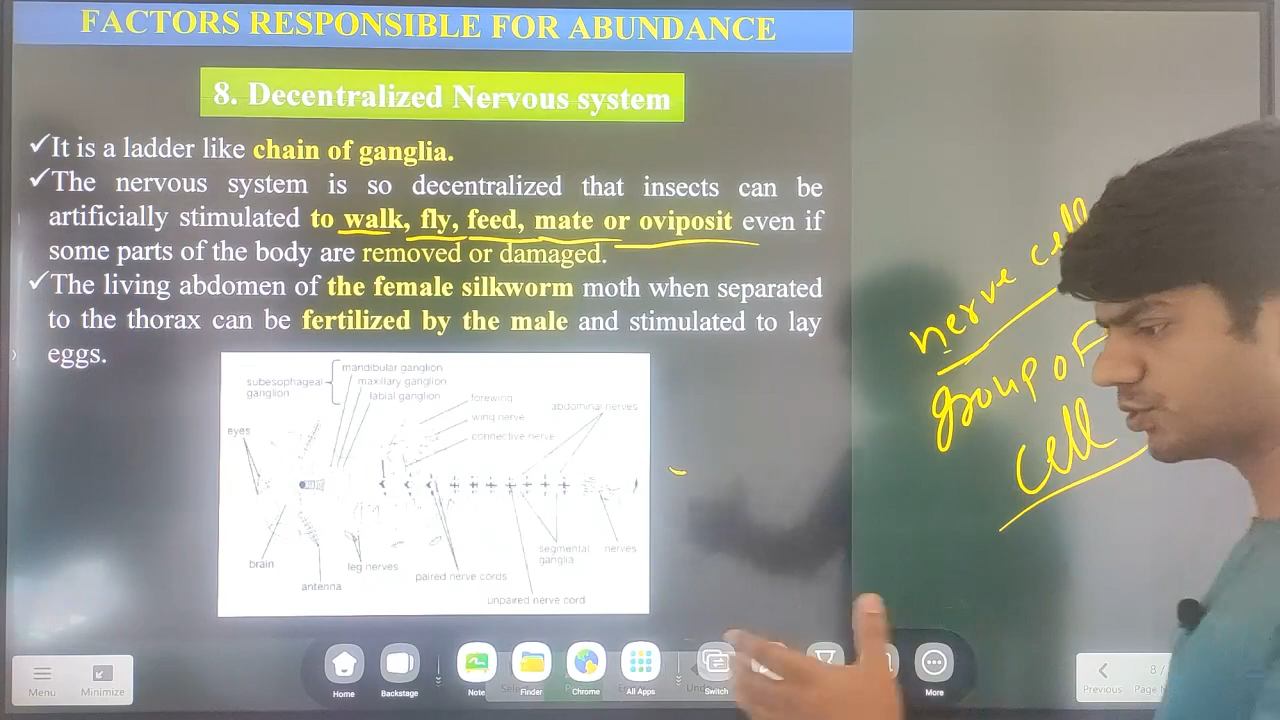 FACTORS RESPONSIBLE FOR ABUNDANCE
8. Decentralized Nervous system
✓It is a ladder like chain of ganglia.
✓The nervous system is so decentralized that insects can be
artificially stimulated to walk, fly, feed, mate or oviposit even if
some parts of the body are removed or damaged.
✓The living abdomen of the female silkworm moth when separated
to the thorax can be fertilized by the male and stimulated to lay
eggs.
nerve cell
group of
cell
mandibular ganglion
subesophageal
ganglion
maxillary ganglion
labial ganglion
forewing
abdominal nerves
wing nerve
eyes
connective nerve
segmental
ganglia
nerves
brain
leg nerves
paired nerve cords
antenna
unpaired nerve cord
Menu
Minimize
Home
Backstage
Note
Finder
Chrome
All Apps
Switch
More
Previous
8/
Page N